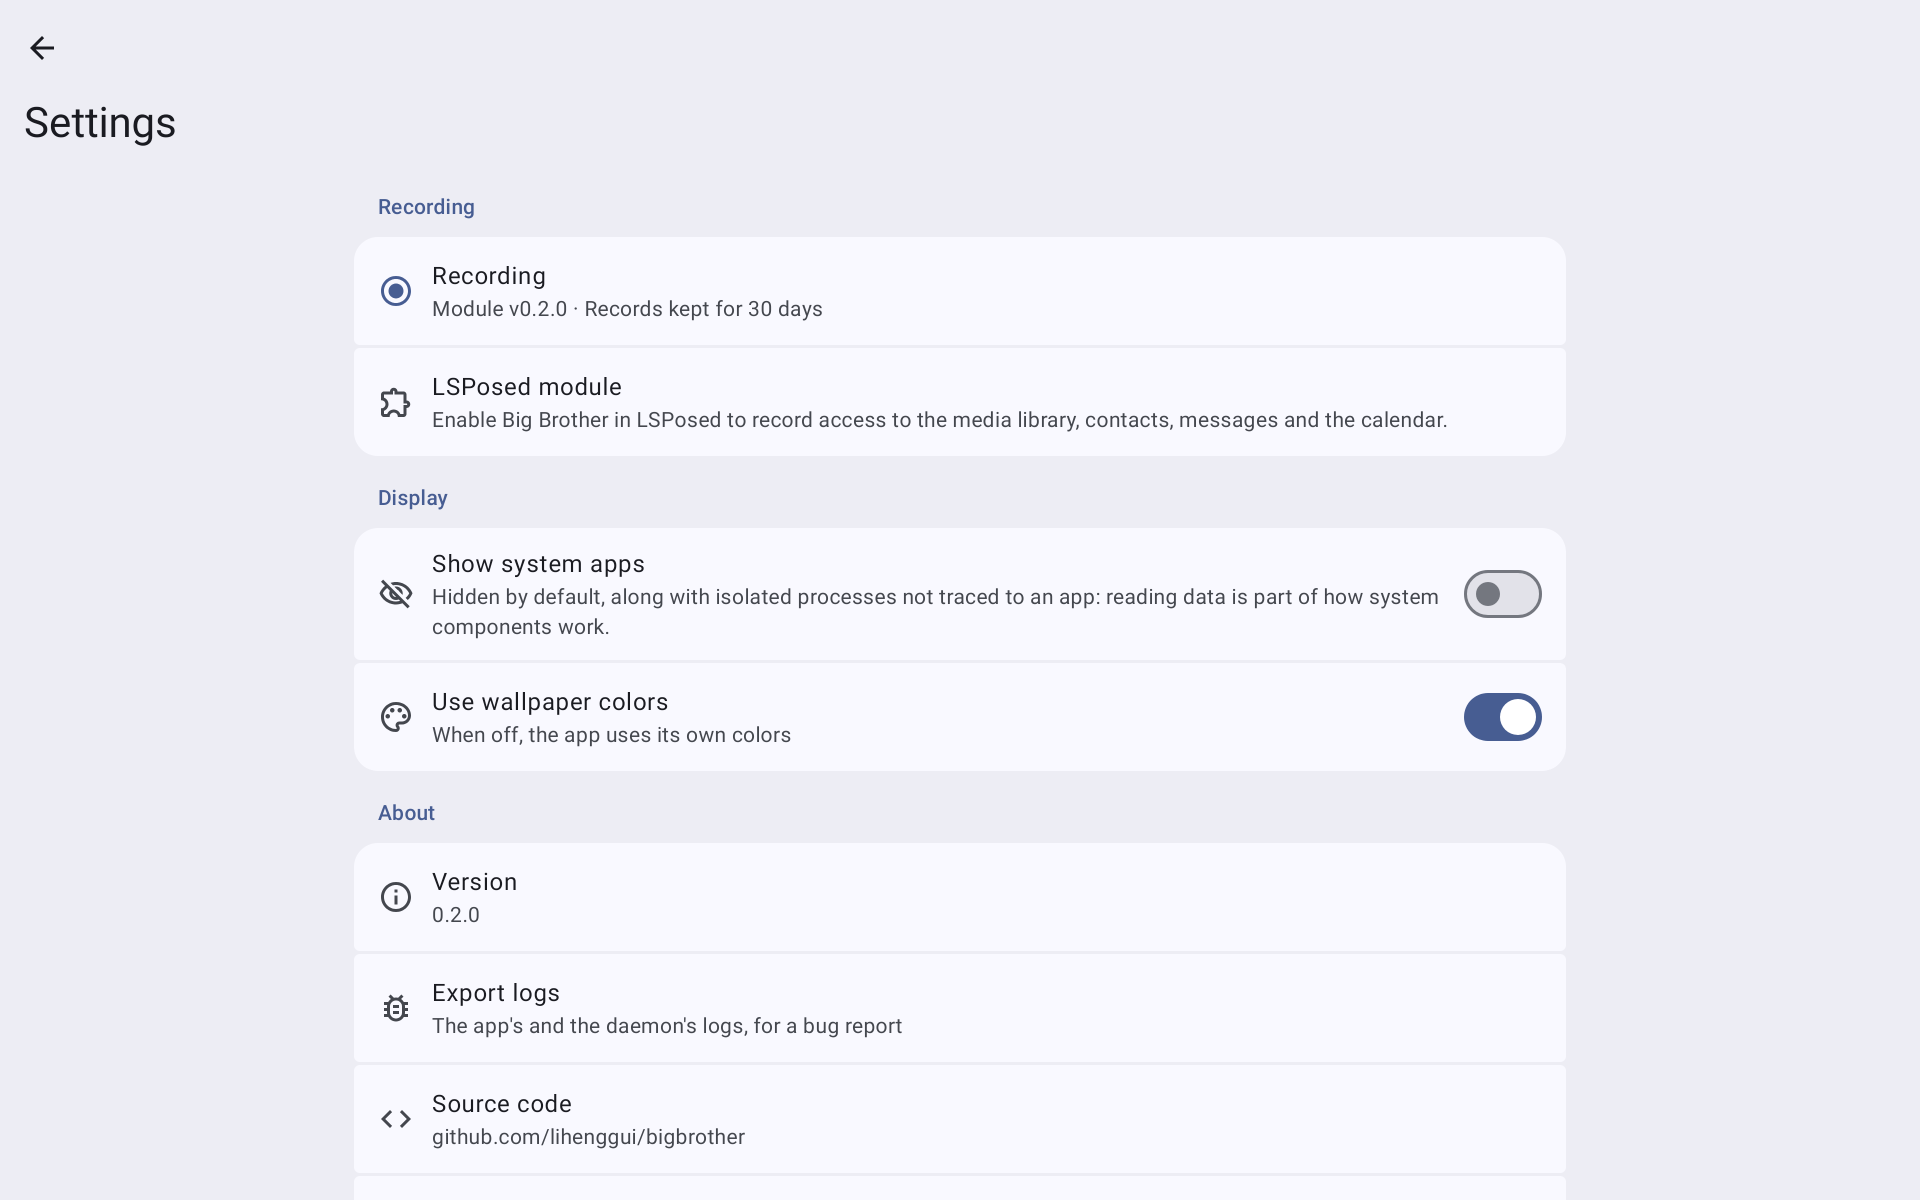 Settings
Recording
Recording
Module v0.2.0 · Records kept for 30 days
LSPosed module
Enable Big Brother in LSPosed to record access to the media library, contacts, messages and the calendar.
Display
Show system apps
Hidden by default, along with isolated processes not traced to an app: reading data is part of how system
components work.
Use wallpaper colors
When off, the app uses its own colors
About
Version
0.2.0
Export logs
The app's and the daemon's logs, for a bug report
Source code
github.com/lihenggui/bigbrother